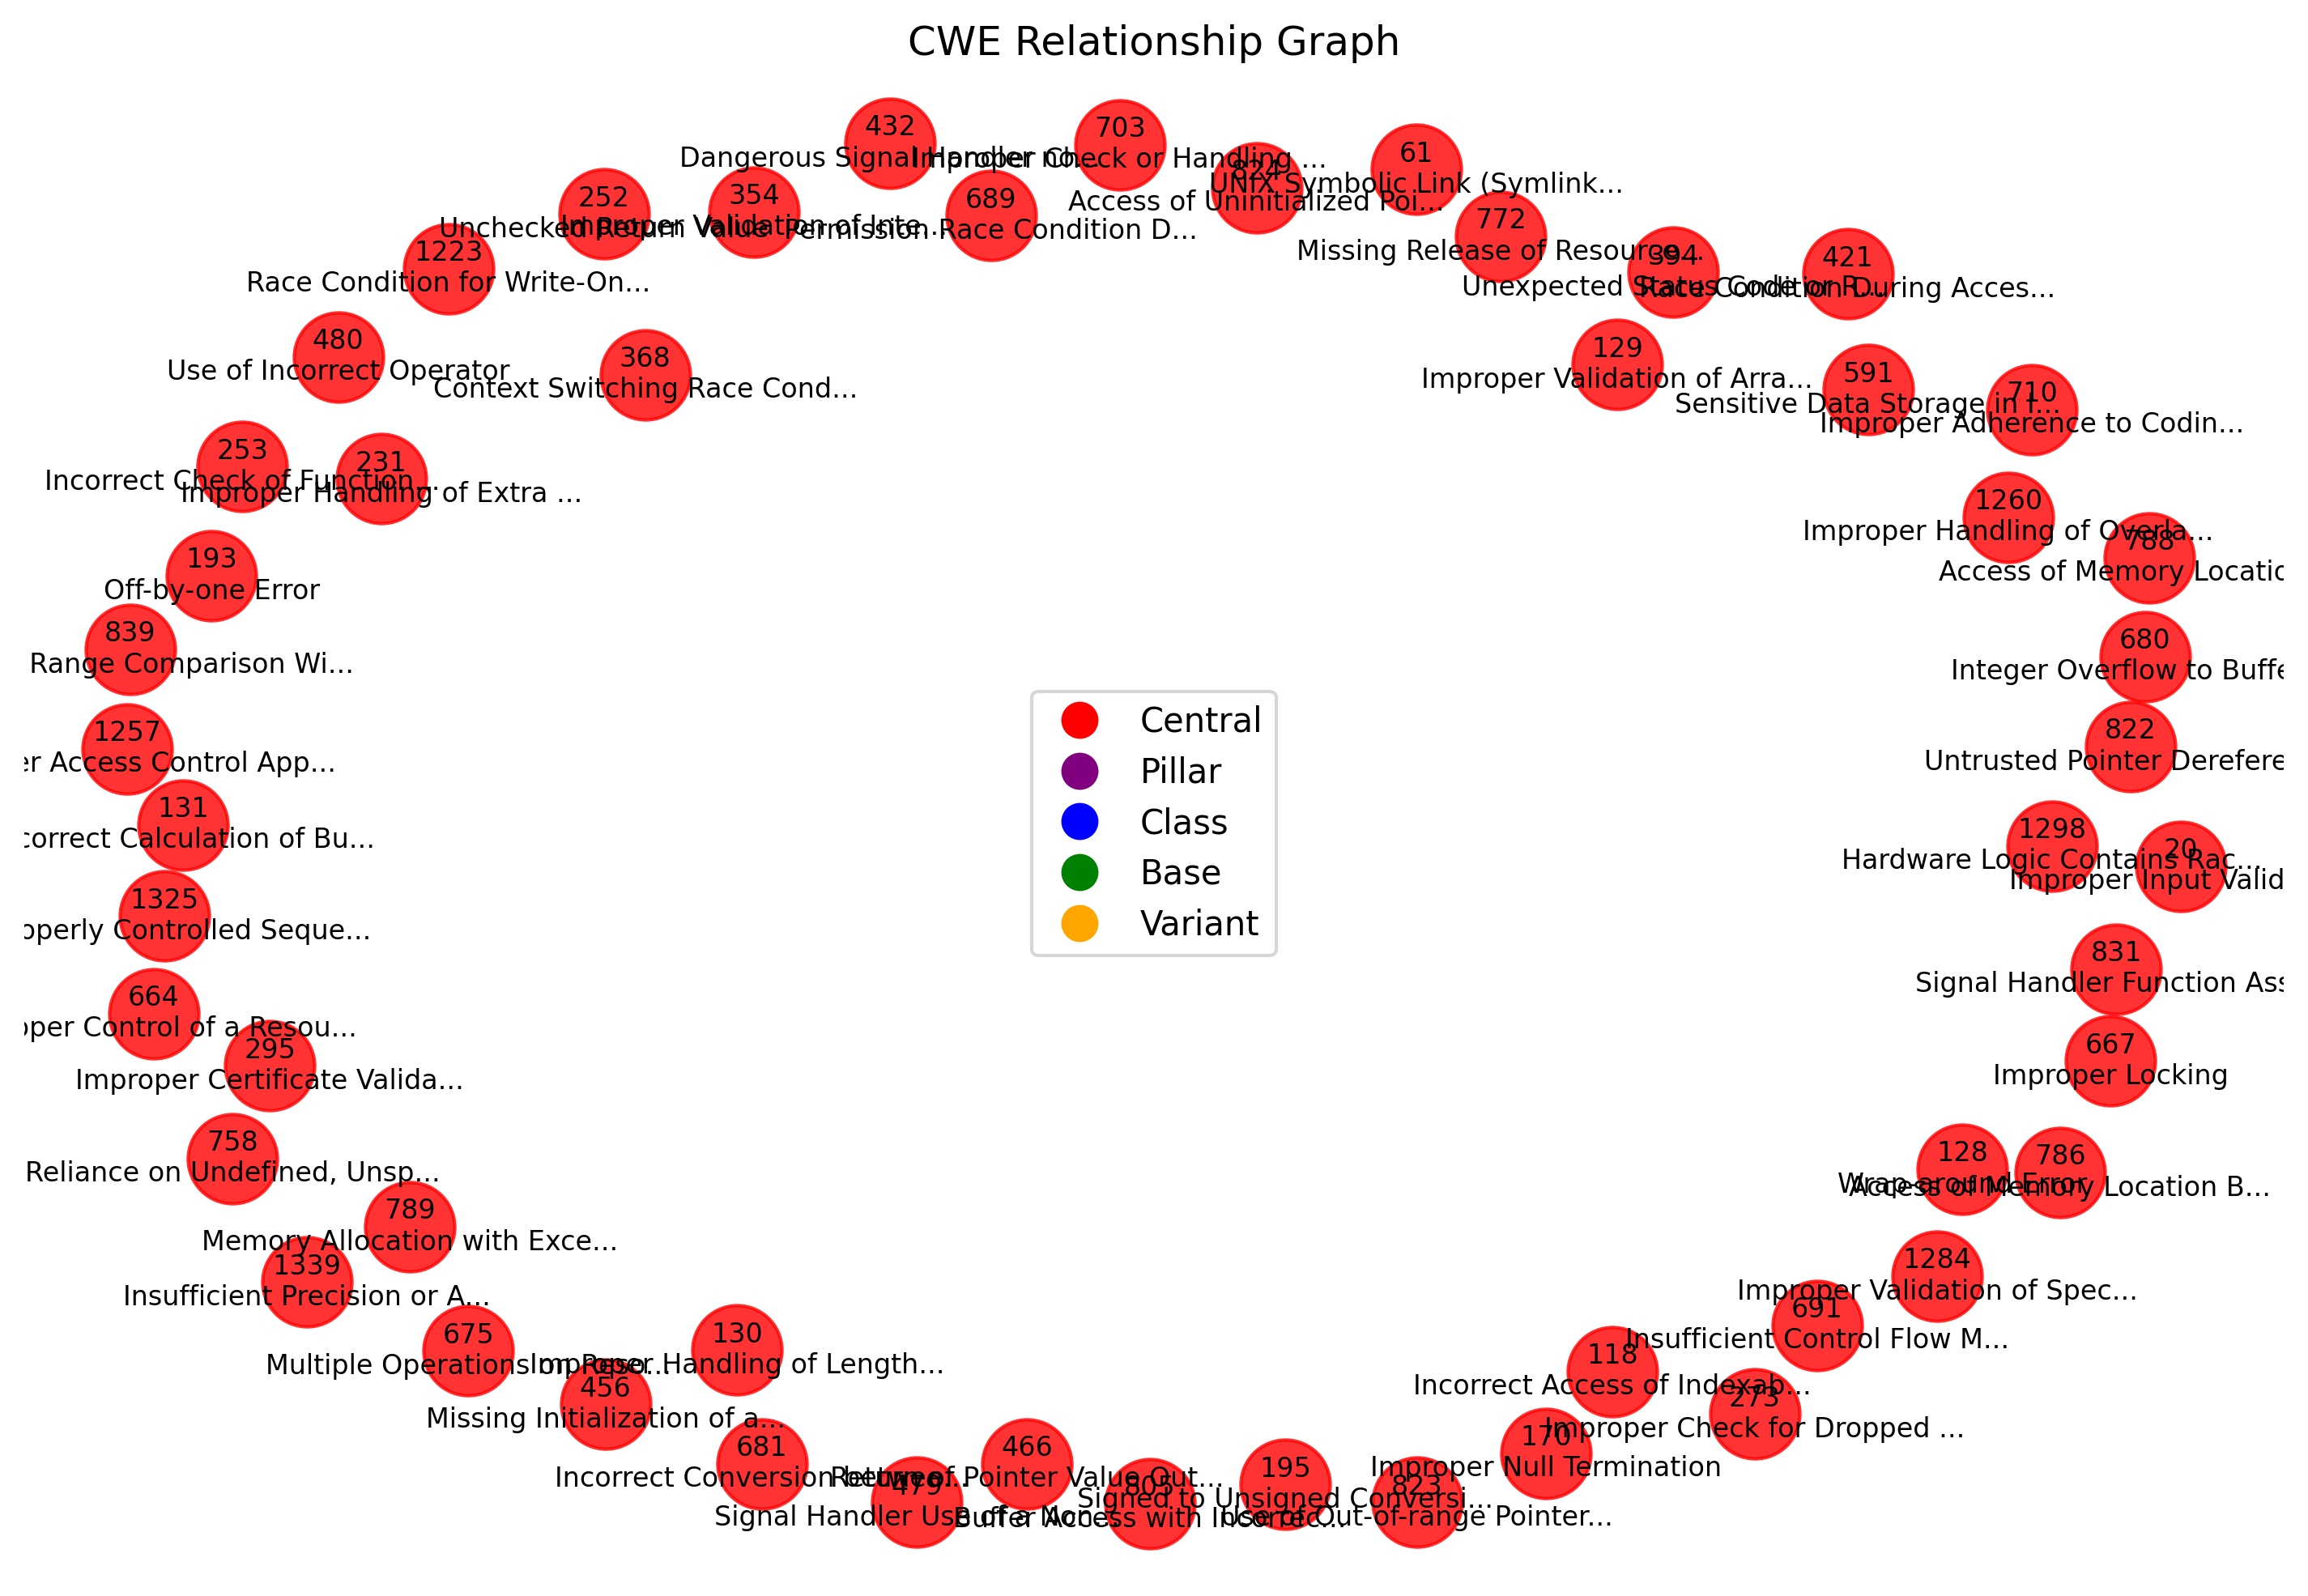 CWE Relationship Graph
432
Dangerous Signal Handler no...
703
Improper Check or Handling ...
61
UNIX Symbolic Link (Symlink...
824
Access of Uninitialized Poi...
252
Unchecked Return Value
354
Improper Validation of Inte...
689
Permission Race Condition D...
772
Missing Release of Resource...
1223
Race Condition for Write-On...
394
Unexpected Status Code or R...
421
Race Condition During Acces...
480
Use of Incorrect Operator
368
Context Switching Race Cond...
129
Improper Validation of Arra...
591
Sensitive Data Storage in I...
710
Improper Adherence to Codin...
253
Incorrect Check of Function...
231
Improper Handling of Extra ...
1260
Improper Handling of Overla...
788
Access of Memory Locatio
193
Off-by-one Error
839
Range Comparison Wi...
680
Integer Overflow to Buffe
1257
er Access Control App...
822
Untrusted Pointer Derefere
Central
Pillar
Class
Base
Variant
131
correct Calculation of Bu...
1298
Hardware Logic Contains Rac...
20
Improper Input Valid
1325
operly Controlled Seque...
831
Signal Handler Function Ass
664
oper Control of a Resou...
295
Improper Certificate Valida...
667
Improper Locking
758
Reliance on Undefined, Unsp...
128
Wrap-around Error
786
Access of Memory Location B...
789
Memory Allocation with Exce...
1339
Insufficient Precision or A...
1284
Improper Validation of Spec...
691
Insufficient Control Flow M...
675
Multiple Operations on Reso...
130
Improper Handling of Length...
118
Incorrect Access of Indexab...
456
Missing Initialization of a...
273
Improper Check for Dropped ...
681
Incorrect Conversion between...
466
Return of Pointer Value Out...
170
Improper Null Termination
479
Signal Handler Use of a Non...
805
Buffer Access with Incorrec...
195
Signed to Unsigned Conversi...
823
Use of Out-of-range Pointer...